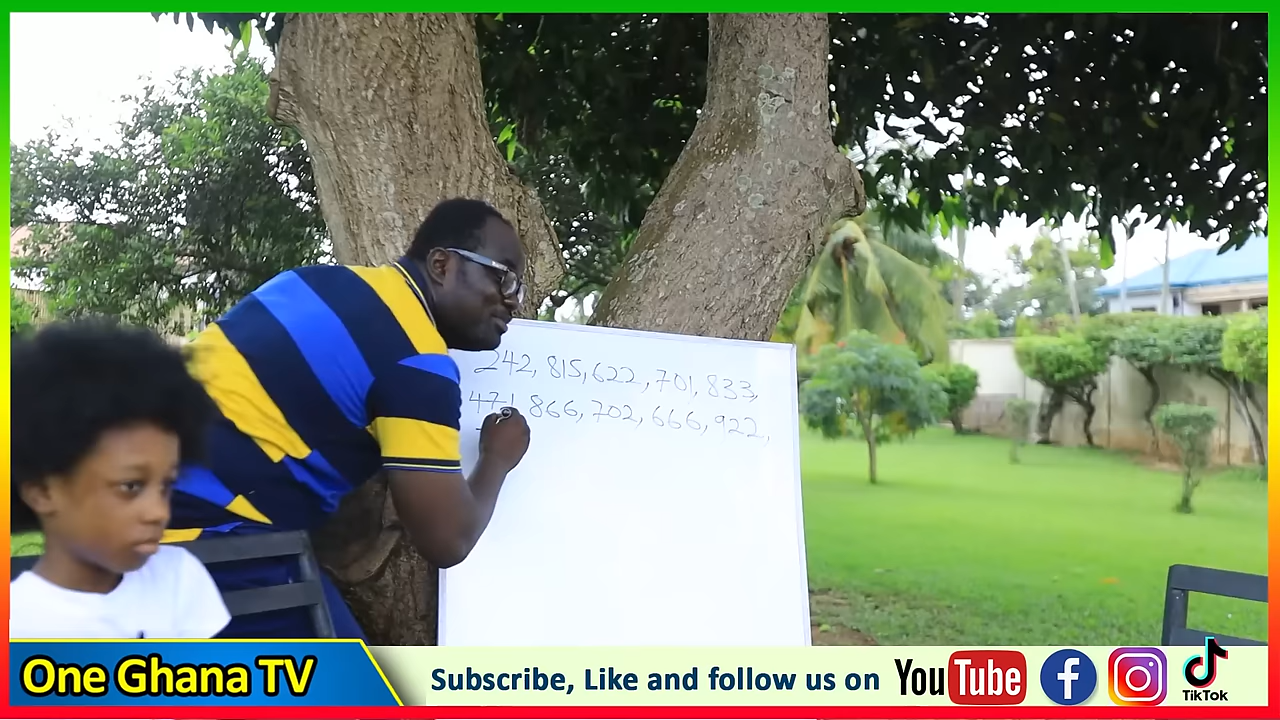 242, 815, 622, 701, 833,
471, 866, 702, 666, 922,
One Ghana TV
Subscribe, Like and follow us on YouTube
TikTok